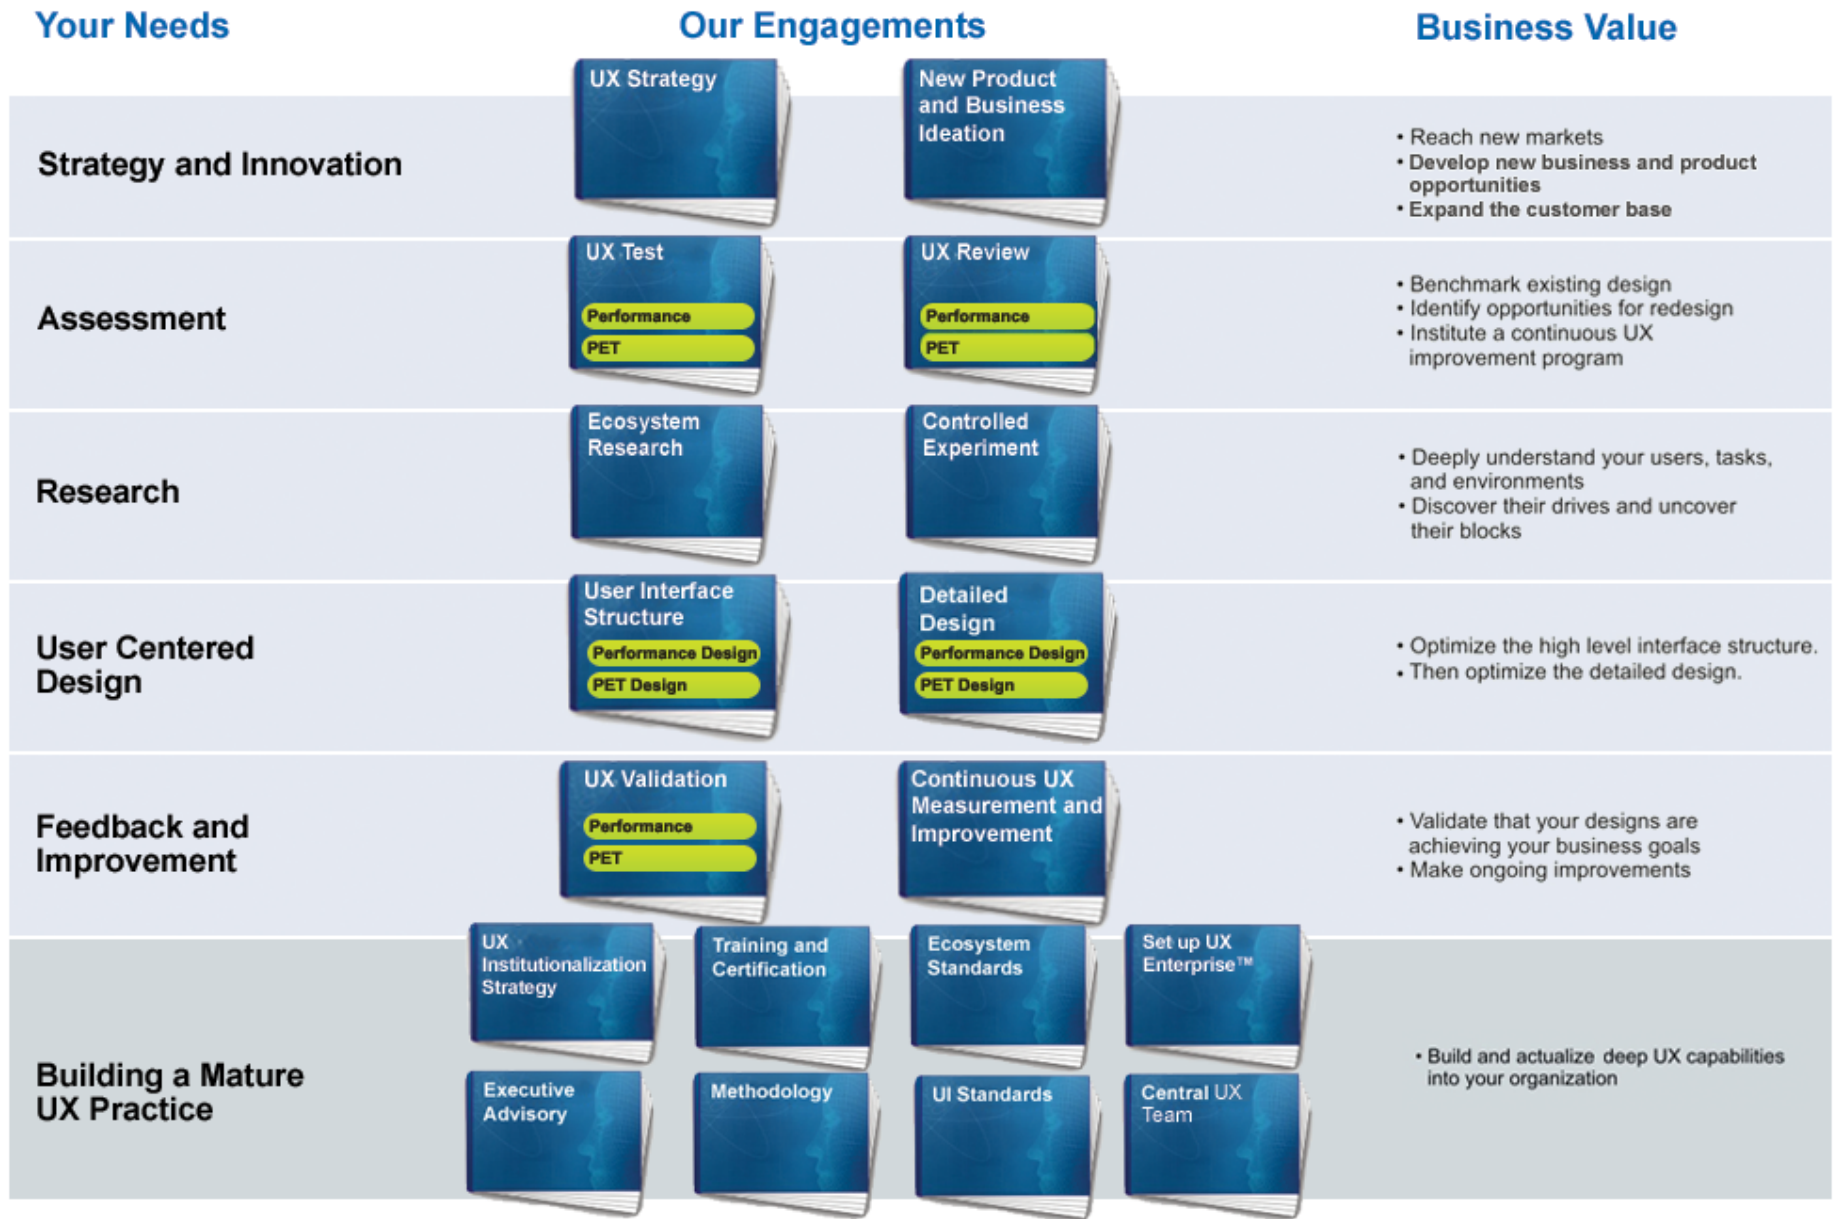 Your Needs
Our Engagements
Business Value
Strategy and Innovation
UX Strategy
New Product
and Business
Ideation
• Reach new markets
• Develop new business and product
opportunities
• Expand the customer base
Assessment
UX Test
Performance
PET
UX Review
Performance
PET
• Benchmark existing design
• Identify opportunities for redesign
• Institute a continuous UX
improvement program
Research
Ecosystem
Research
Controlled
Experiment
• Deeply understand your users, tasks,
and environments
• Discover their drives and uncover
their blocks
User Centered
Design
User Interface
Structure
Performance Design
PET Design
Detailed
Design
Performance Design
PET Design
• Optimize the high level interface structure.
• Then optimize the detailed design.
Feedback and
Improvement
UX Validation
Performance
PET
Continuous UX
Measurement and
Improvement
• Validate that your designs are
achieving your business goals
• Make ongoing improvements
Building a Mature
UX Practice
UX
Institutionalization
Strategy
Training and
Certification
Ecosystem
Standards
Set up UX
Enterprise™
Executive
Advisory
Methodology
UI Standards
Central UX
Team
• Build and actualize deep UX capabilities
into your organization